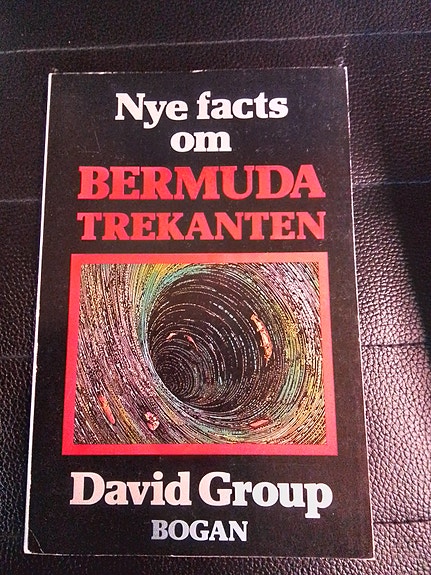 Nye facts
om
BERMUDA
TREKANTEN
David Group
BOGAN